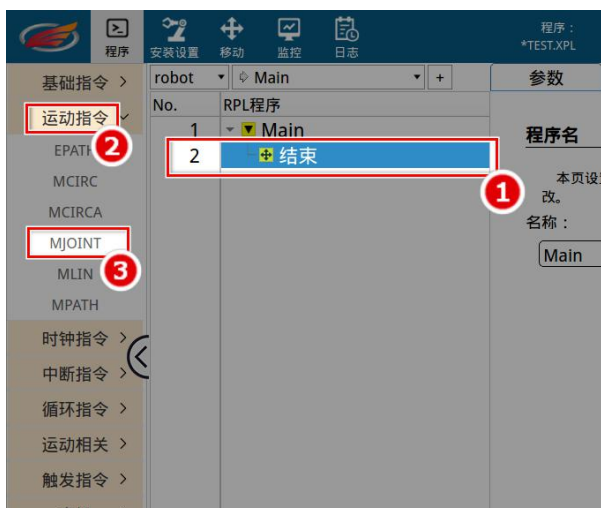 程序
安装设置
移动
监控
日志
程序：
*TEST.XPL
基础指令
robot
Main
+
参数
No.
RPL程序
运动指令
2
1
Main
程序名
EPATH
2
结束
1
本页设
改。
MCIRC
MCIRCA
名称：
MJOINT
Main
3
MLIN
MPATH
时钟指令
中断指令
循环指令
运动相关
触发指令